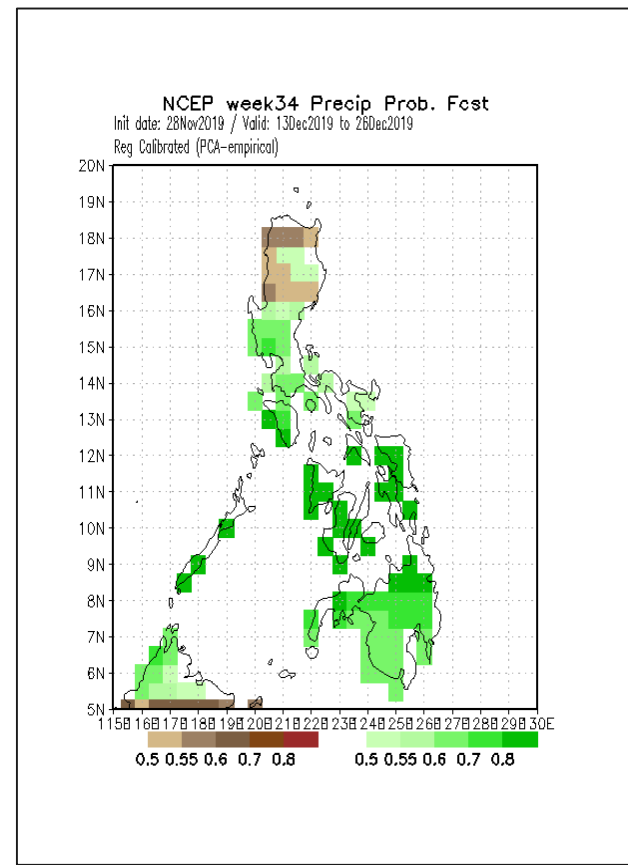 NCEP week34 Precip Prob. Fcst
Init date: 28Nov2019 / Valid: 13Dec2019 to 26Dec2019
Reg Calibrated (PCA-empirical)
20N
19N
18N
17N
16N
15N
14N
13N
12N
11N
10N
9N
8N
7N
6N
5N
115E 116E 117E 118E 119E 120E 121E 122E 123E 124E 125E 126E 127E 128E 129E 130E
0.5 0.55 0.6 0.7 0.8 0.5 0.55 0.6 0.7 0.8